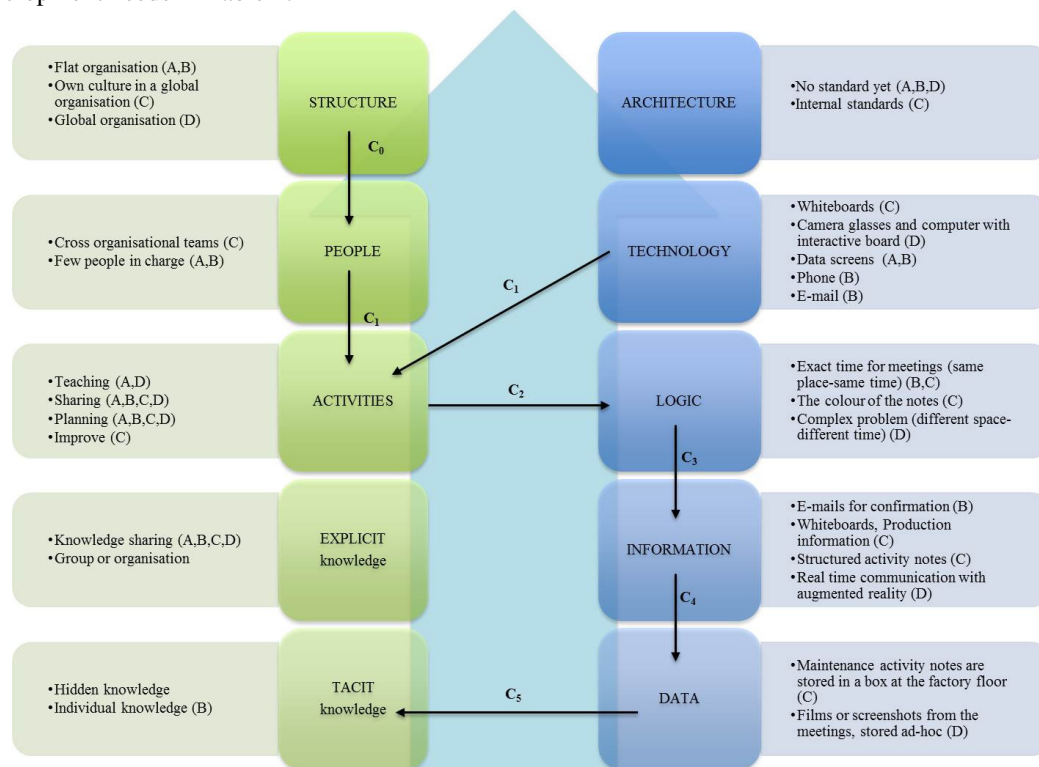 •Flat organisation (A,B)
•Own culture in a global
organisation (C)
•Global organisation (D)
STRUCTURE
ARCHITECTURE
•No standard yet (A,B,D)
•Internal standards (C)
C0
•Cross organisational teams (C)
•Few people in charge (A,B)
PEOPLE
TECHNOLOGY
•Whiteboards (C)
•Camera glasses and computer with
interactive board (D)
•Data screens (A,B)
•Phone (B)
•E-mail (B)
C1
C1
•Teaching (A,D)
•Sharing (A,B,C,D)
•Planning (A,B,C,D)
•Improve (C)
ACTIVITIES
C2
LOGIC
•Exact time for meetings (same
place-same time) (B,C)
•The colour of the notes (C)
•Complex problem (different space-
different time) (D)
C3
•Knowledge sharing (A,B,C,D)
•Group or organisation
EXPLICIT
knowledge
INFORMATION
•E-mails for confirmation (B)
•Whiteboards, Production
information (C)
•Structured activity notes (C)
•Real time communication with
augmented reality (D)
C4
•Hidden knowledge
•Individual knowledge (B)
TACIT
knowledge
C5
DATA
•Maintenance activity notes are
stored in a box at the factory floor
(C)
•Films or screenshots from the
meetings, stored ad-hoc (D)